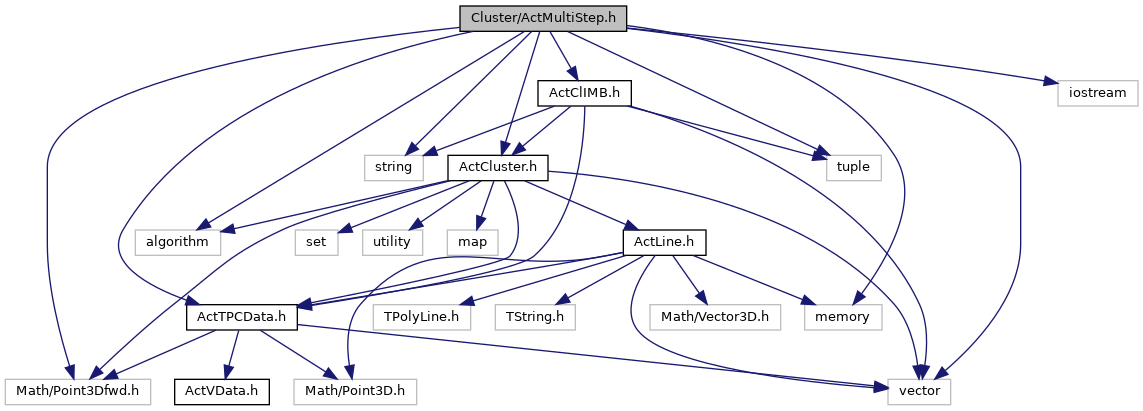 Cluster/ActMultiStep.h
ActClIMB.h
iostream
string
ActCluster.h
tuple
algorithm
set
utility
map
ActLine.h
ActTPCData.h
TPolyLine.h
TString.h
Math/Vector3D.h
memory
Math/Point3Dfwd.h
ActVData.h
Math/Point3D.h
vector